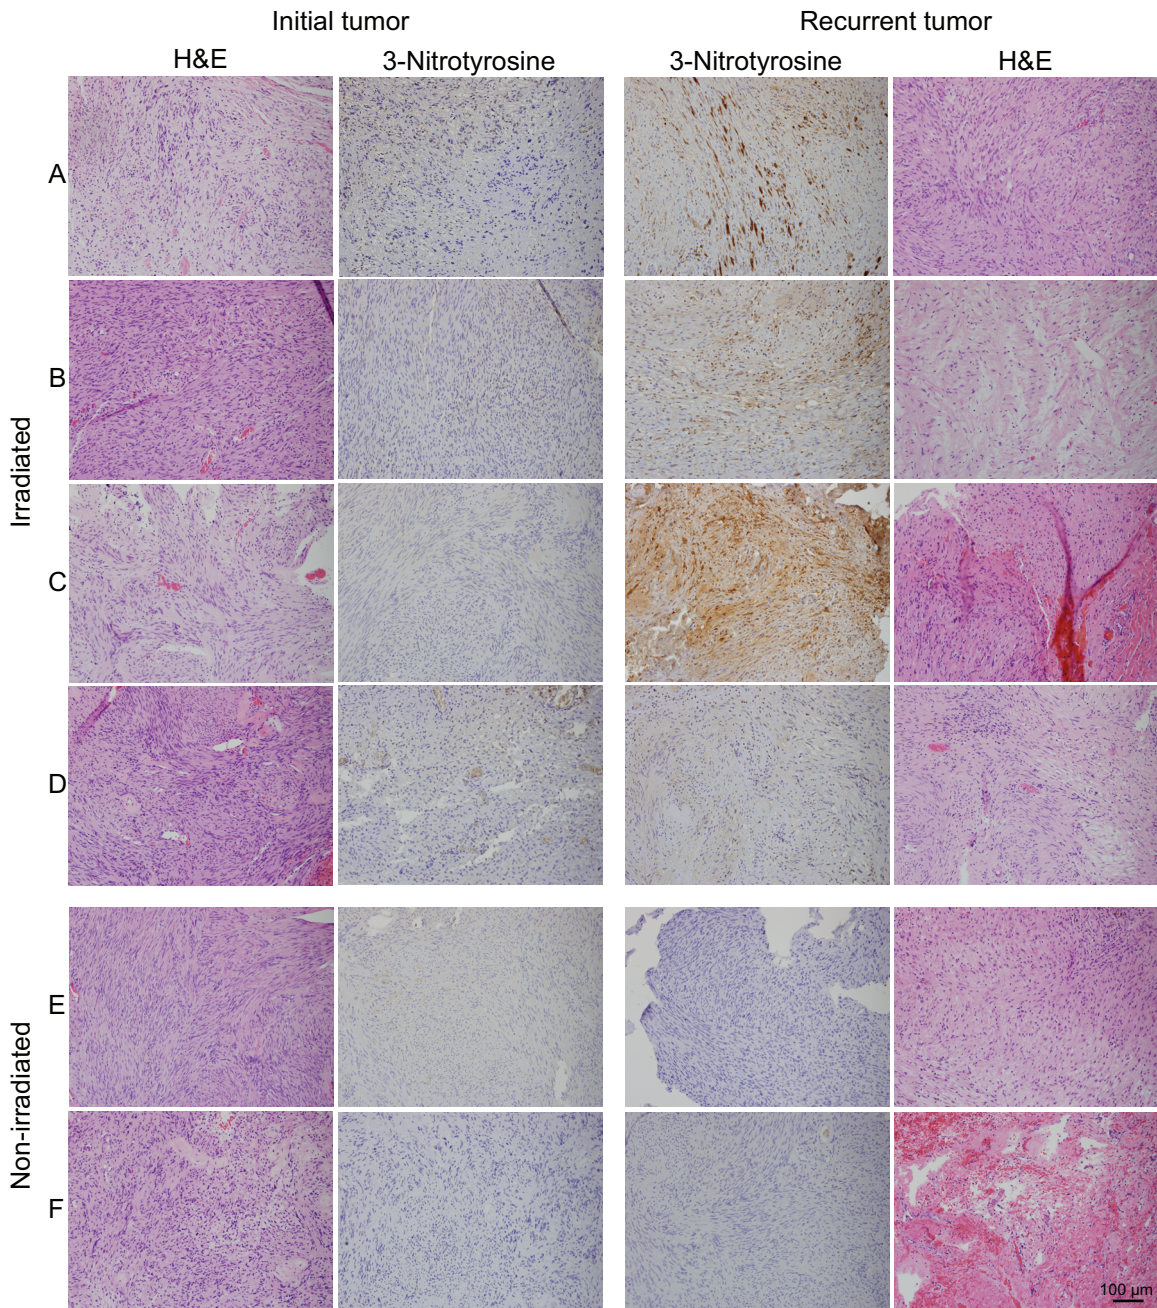 Initial tumor
Recurrent tumor
H&E
3-Nitrotyrosine
3-Nitrotyrosine
H&E
A
B
C
D
Irradiated
E
F
Non-irradiated
100 µm